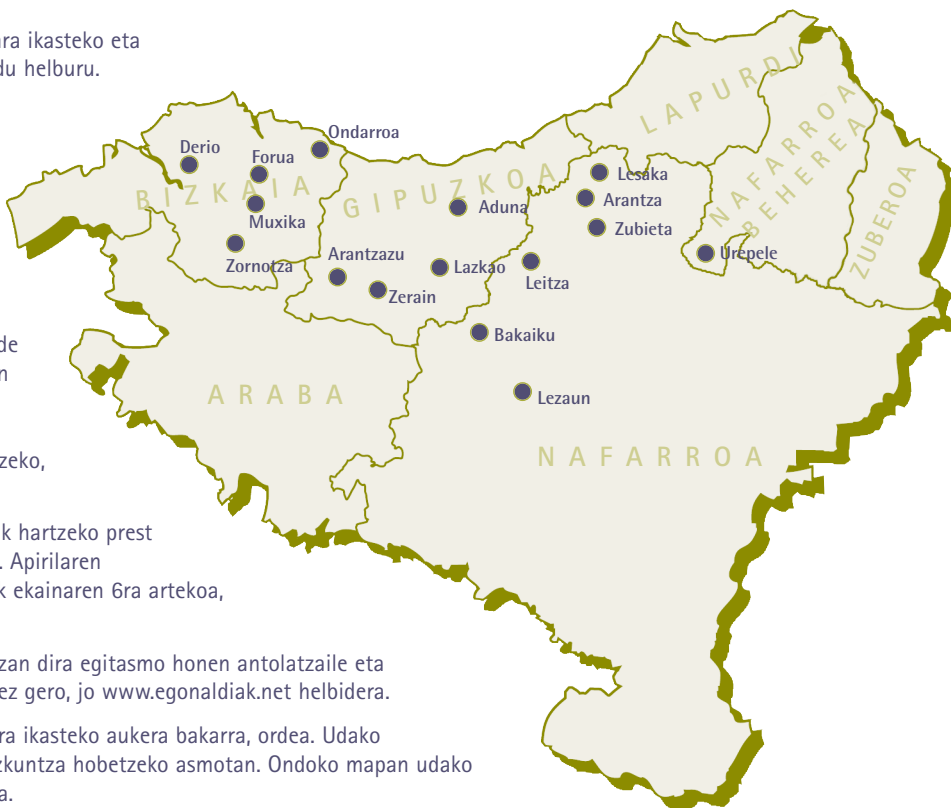 ara ikasteko eta
du helburu.
Ondarroa
Derio
Forua
Lesaka
Arantza
Aduna
Muxika
Zubieta
Zornotza
Arantzazu
Lazkao
Zerain
Leitza
Urepele
Bakaiku
Lezaun
LAPURDI
NAFARROA
BEHEREA
ZUBEROA
BIZKAIA
GIPUZKOA
ARABA
NAFARROA
de
n
tzeko,
k hartzeko prest
. Apirilaren
k ekainaren 6ra artekoa,
zan dira egitasmo honen antolatzaile eta
ez gero, jo www.egonaldiak.net helbidera.
ra ikasteko aukera bakarra, ordea. Udako
zkuntza hobetzeko asmotan. Ondoko mapan udako
a.